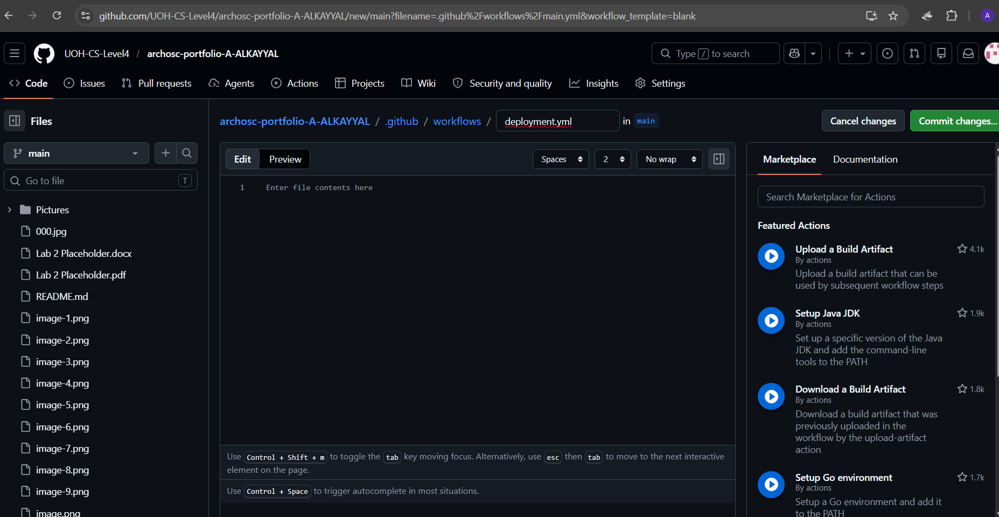 github.com/UOH-CS-Level4/archosc-portfolio-A-ALKAYYAL/new/main?filename=.github%2Fworkflows%2Fmain.yml&workflow_template=blank
A
UOH-CS-Level4 / archosc-portfolio-A-ALKAYYAL
Type / to search
Code
Issues
Pull requests
Agents
Actions
Projects
Wiki
Security and quality
Insights
Settings
Files
main
Go to file
T
Pictures
000.jpg
Lab 2 Placeholder.docx
Lab 2 Placeholder.pdf
README.md
image-1.png
image-2.png
image-3.png
image-4.png
image-5.png
image-6.png
image-7.png
image-8.png
image-9.png
image.png
archosc-portfolio-A-ALKAYYAL / .github / workflows / deployment.yml in main
Cancel changes
Commit changes...
Edit
Preview
Spaces
2
No wrap
1 Enter file contents here
Use Control + Shift + m to toggle the tab key moving focus. Alternatively, use esc then tab to move to the next interactive
element on the page.
Use Control + Space to trigger autocomplete in most situations.
Marketplace
Documentation
Search Marketplace for Actions
Featured Actions
Upload a Build Artifact
4.1k
By actions
Upload a build artifact that can be
used by subsequent workflow steps
Setup Java JDK
1.9k
By actions
Set up a specific version of the Java
JDK and add the command-line
tools to the PATH
Download a Build Artifact
1.8k
By actions
Download a build artifact that was
previously uploaded in the
workflow by the upload-artifact
action
Setup Go environment
1.7k
By actions
Setup a Go environment and add it
to the PATH